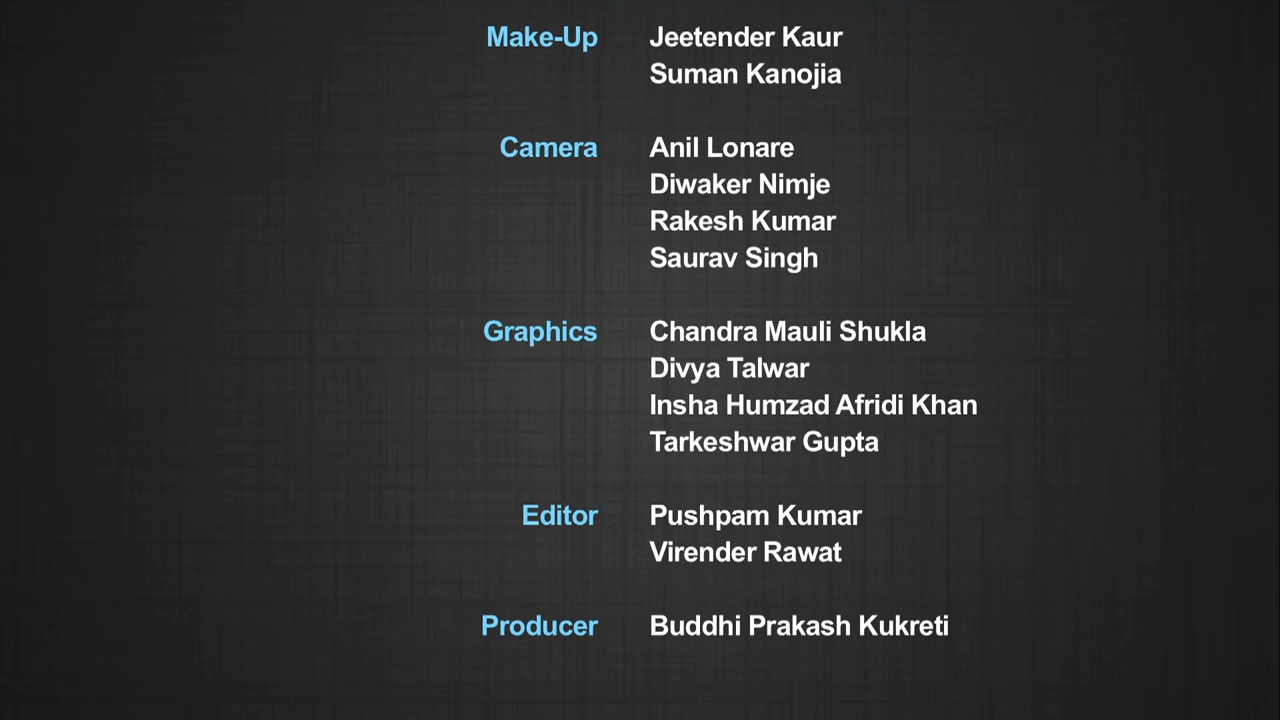 Make-Up Jeetender Kaur
Suman Kanojia
Camera Anil Lonare
Diwaker Nimje
Rakesh Kumar
Saurav Singh
Graphics Chandra Mauli Shukla
Divya Talwar
Insha Humzad Afridi Khan
Tarkeshwar Gupta
Editor Pushpam Kumar
Virender Rawat
Producer Buddhi Prakash Kukreti